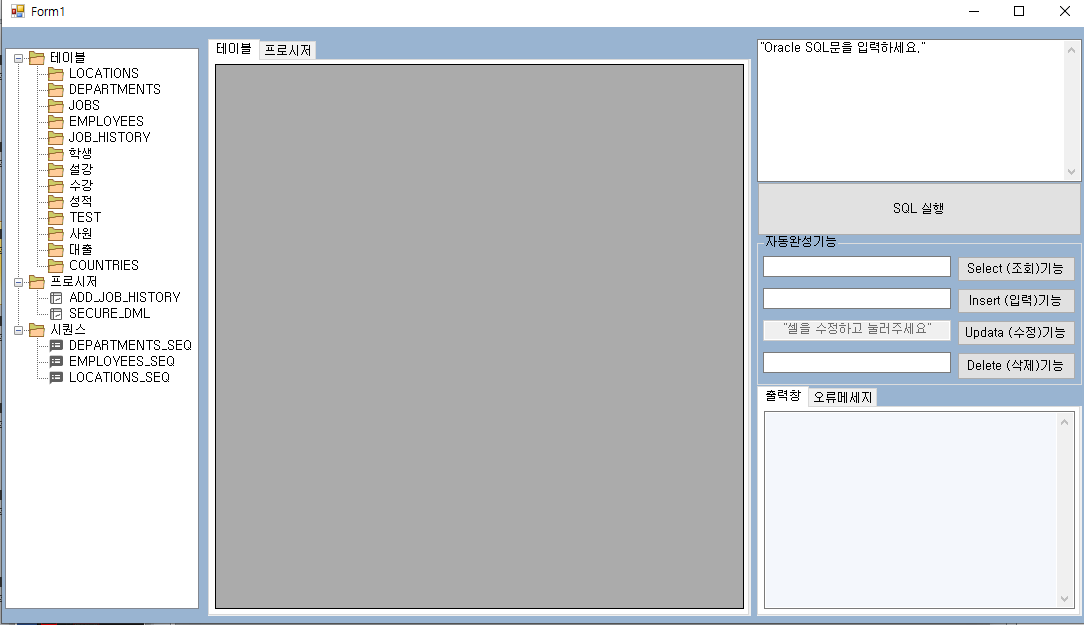 Form1
테이블
LOCATIONS
DEPARTMENTS
JOBS
EMPLOYEES
JOB_HISTORY
학생
설강
수강
성적
TEST
사원
대출
COUNTRIES
프로시저
ADD_JOB_HISTORY
SECURE_DML
시퀀스
DEPARTMENTS_SEQ
EMPLOYEES_SEQ
LOCATIONS_SEQ
테이블 프로시저
"Oracle SQL문을 입력하세요."
SQL 실행
자동완성기능
Select (조회)기능
Insert (입력)기능
"셀을 수정하고 눌러주세요" Updata (수정)기능
Delete (삭제)기능
출력창 오류메세지